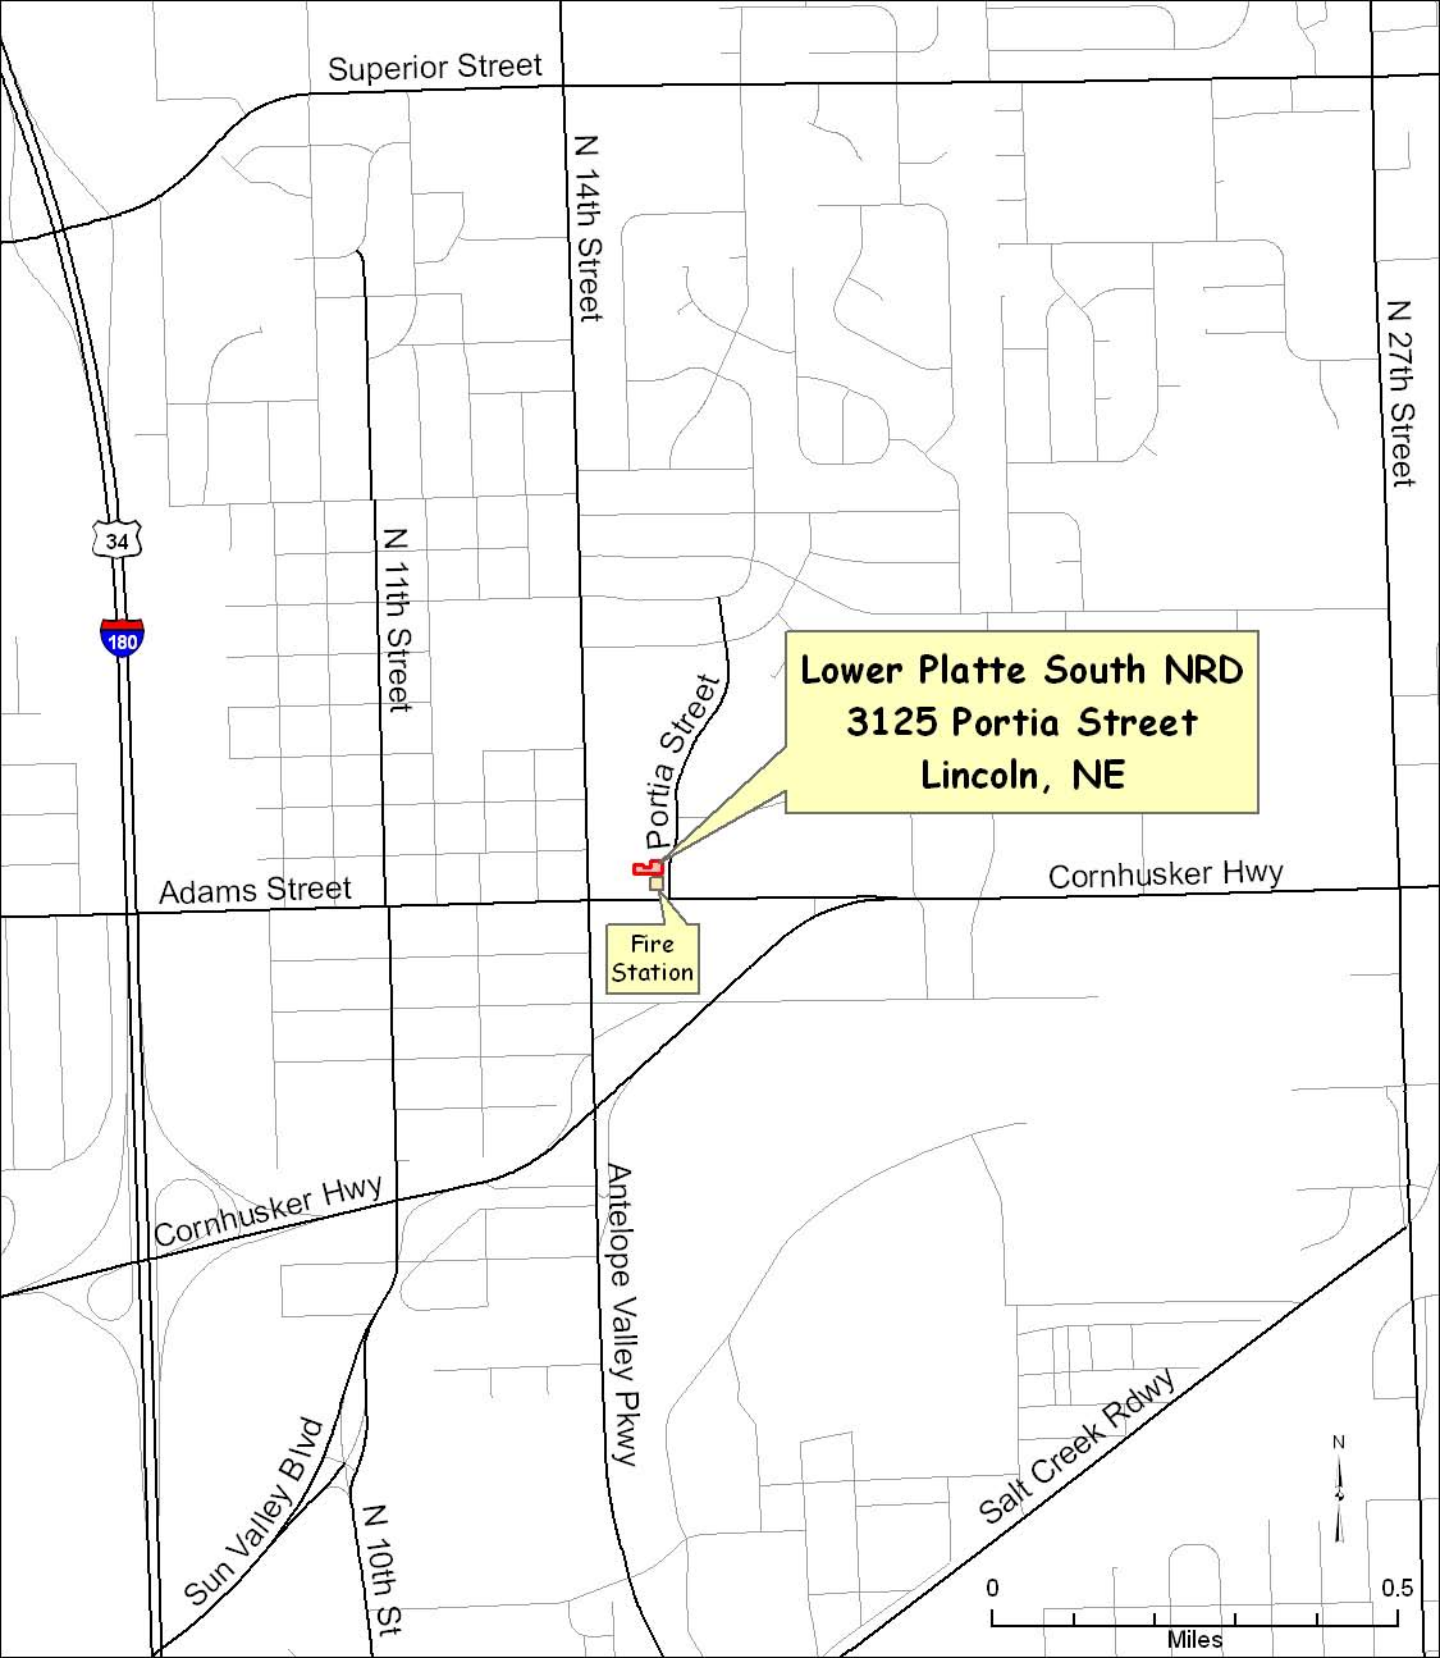 Superior Street
N 14th Street
N 27th Street
34
N 11th Street
180
Lower Platte South NRD
3125 Portia Street
Lincoln, NE
Portia Street
Cornhusker Hwy
Adams Street
Fire
Station
Cornhusker Hwy
Antelope Valley Pkwy
Salt Creek Rdwy
Sun Valley Blvd
N
N 10th St
0
0.5
Miles